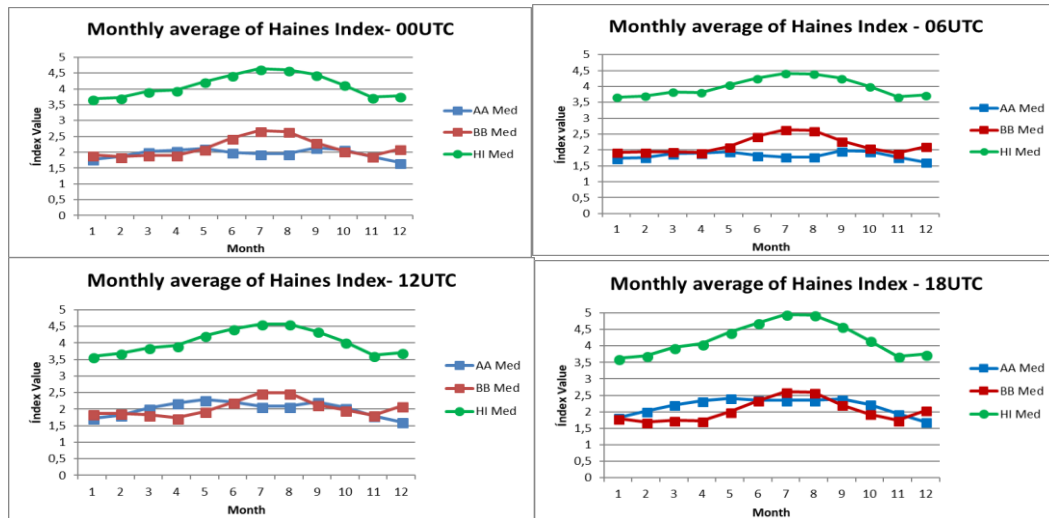 Monthly average of Haines Index- 00UTC
Índex value
5
4,5
4
3,5
3
2,5
2
1,5
1
0,5
0
1 2 3 4 5 6 7 8 9 10 11 12
Month
AA Med
BB Med
HI Med
Monthly average of Haines Index - 06UTC
Índex value
5
4,5
4
3,5
3
2,5
2
1,5
1
0,5
0
1 2 3 4 5 6 7 8 9 10 11 12
Month
AA Med
BB Med
HI Med
Monthly average of Haines Index- 12UTC
Índex Value
5
4,5
4
3,5
3
2,5
2
1,5
1
0,5
0
1 2 3 4 5 6 7 8 9 10 11 12
Month
AA Med
BB Med
HI Med
Monthly average of Haines Index - 18UTC
Índex Value
5
4,5
4
3,5
3
2,5
2
1,5
1
0,5
0
1 2 3 4 5 6 7 8 9 10 11 12
Month
AA Med
BB Med
HI Med